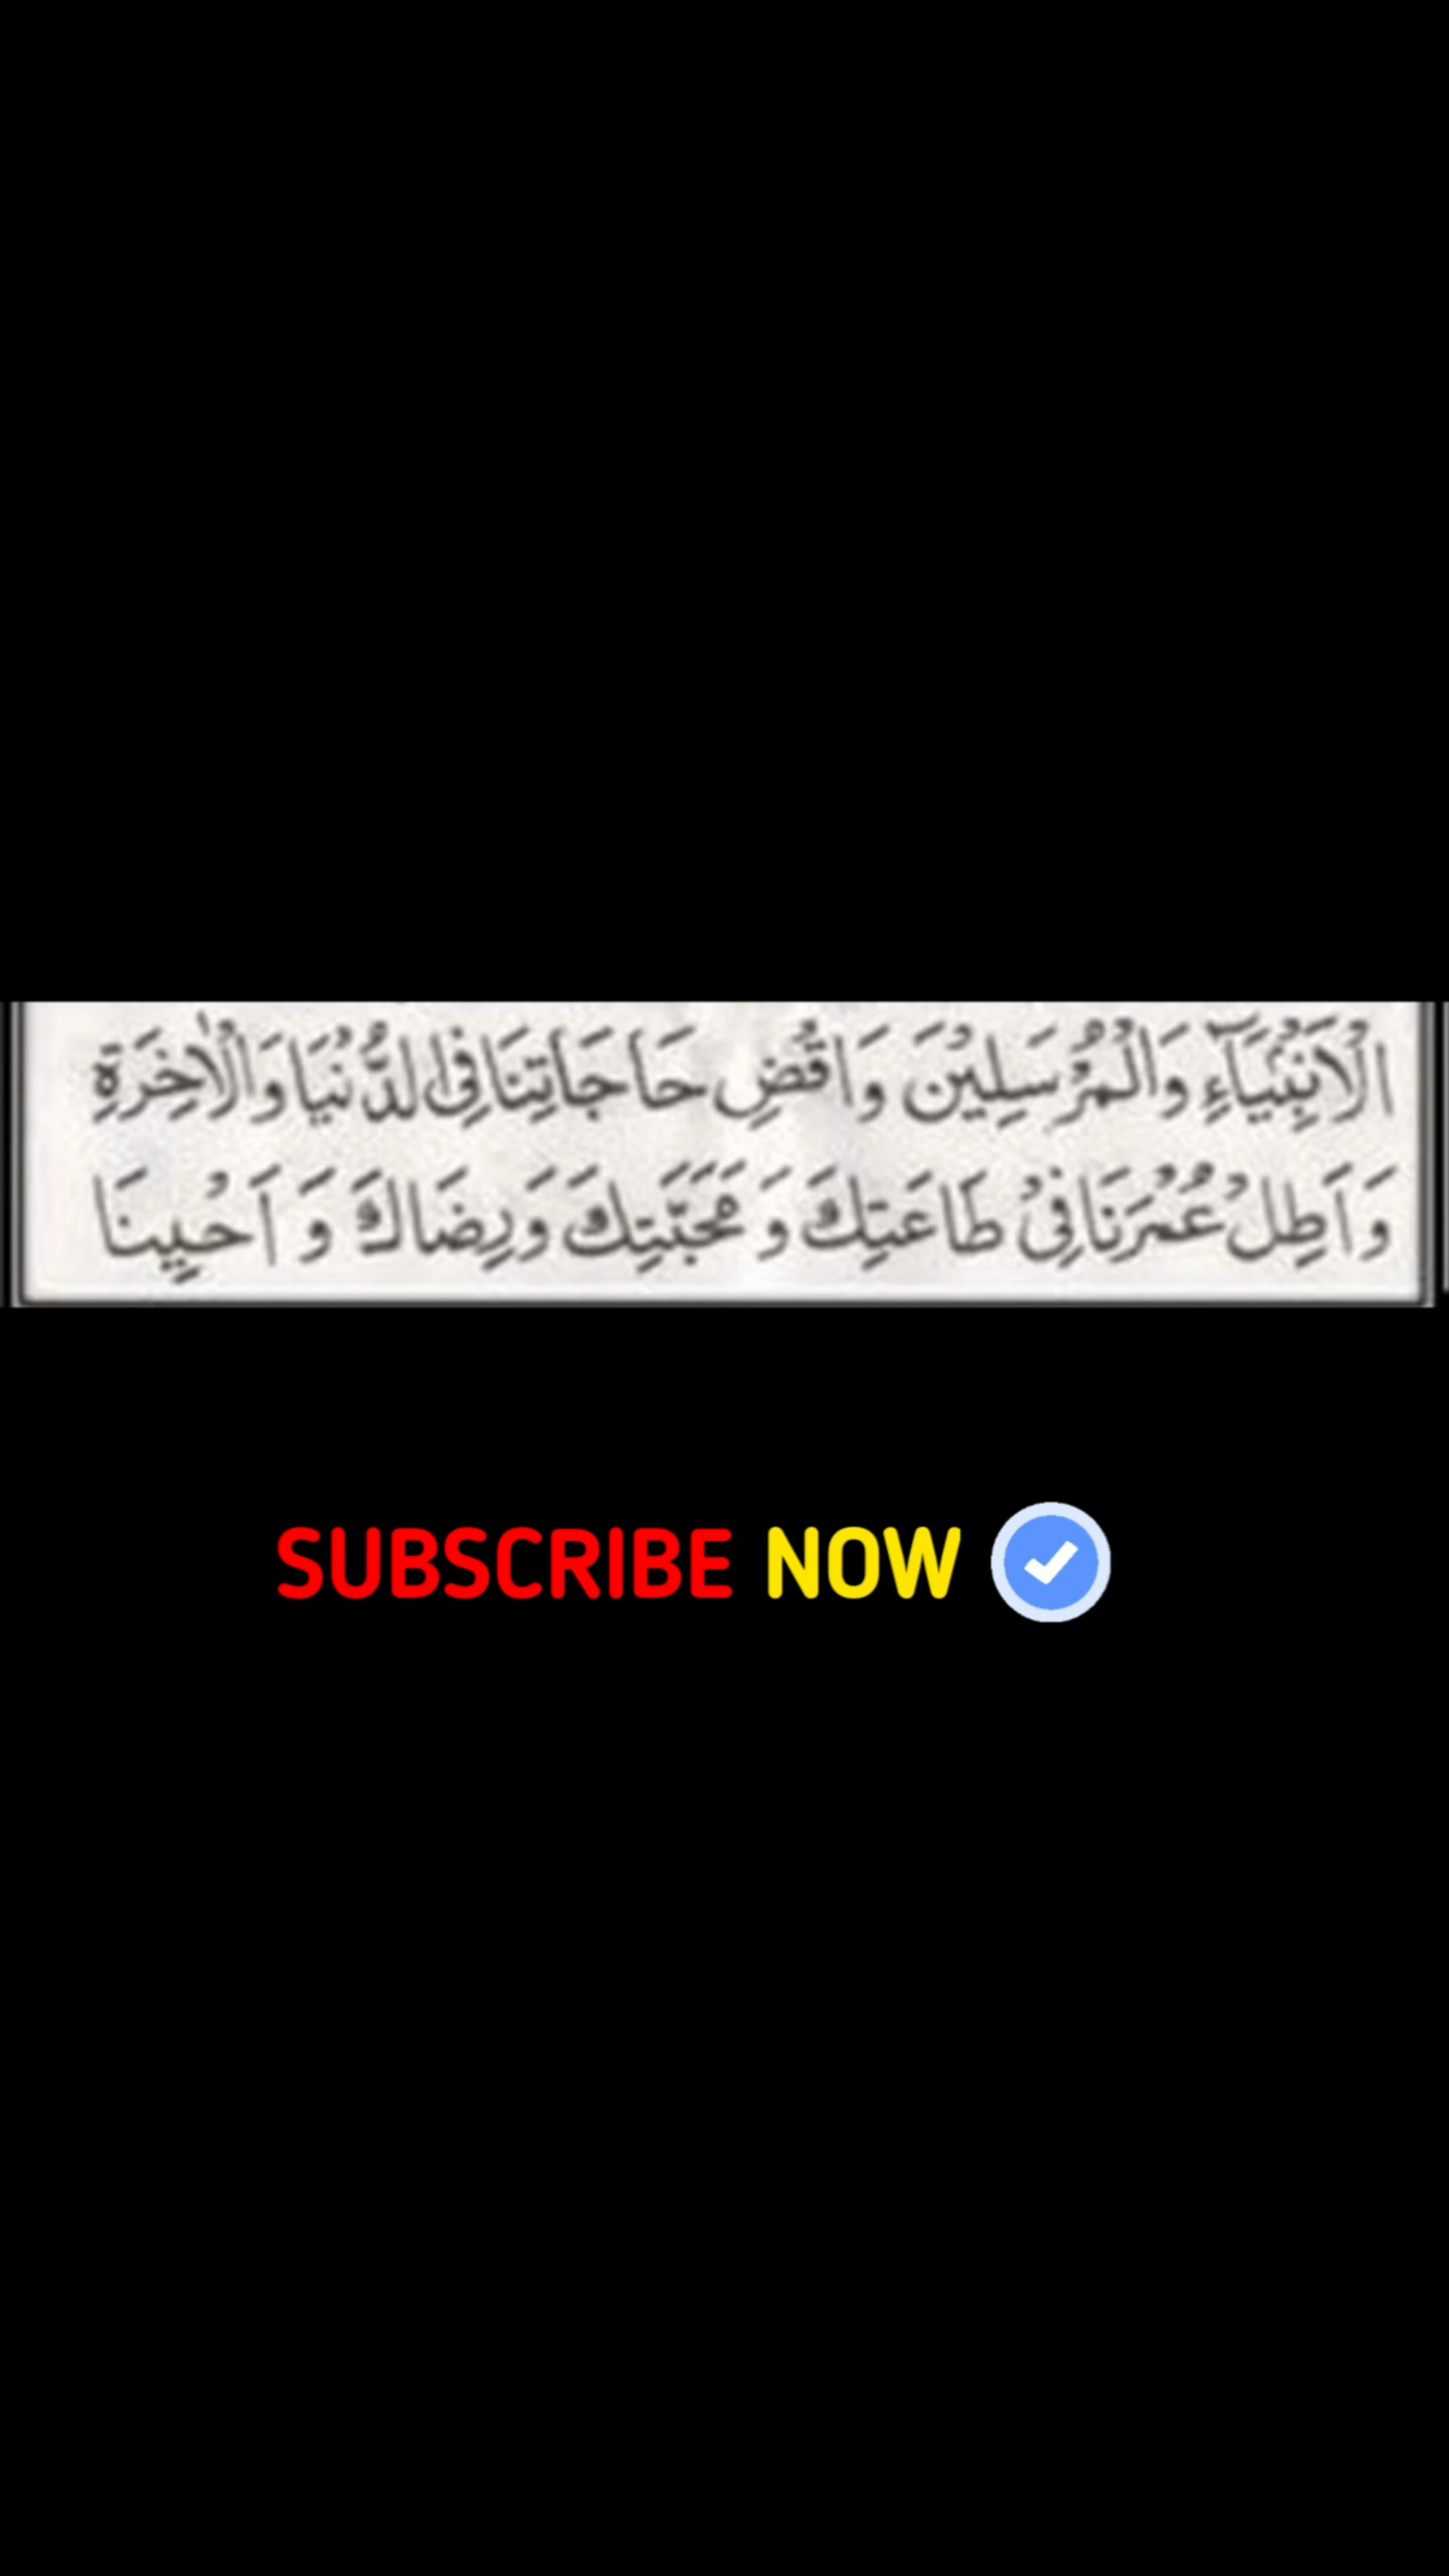 الْاَنْبِيَآءِ وَالْمُرْسَلِيْنَ وَاقْضِ حَاجَاتِنَا فِى الدُّنْيَا وَالْاٰخِرَةِ
وَاَطِلْ عُمْرَنَا فِىْ طَاعَتِكَ وَمَحَبَّتِكَ وَرِضَاكَ وَاَحْيِنَا
SUBSCRIBE NOW